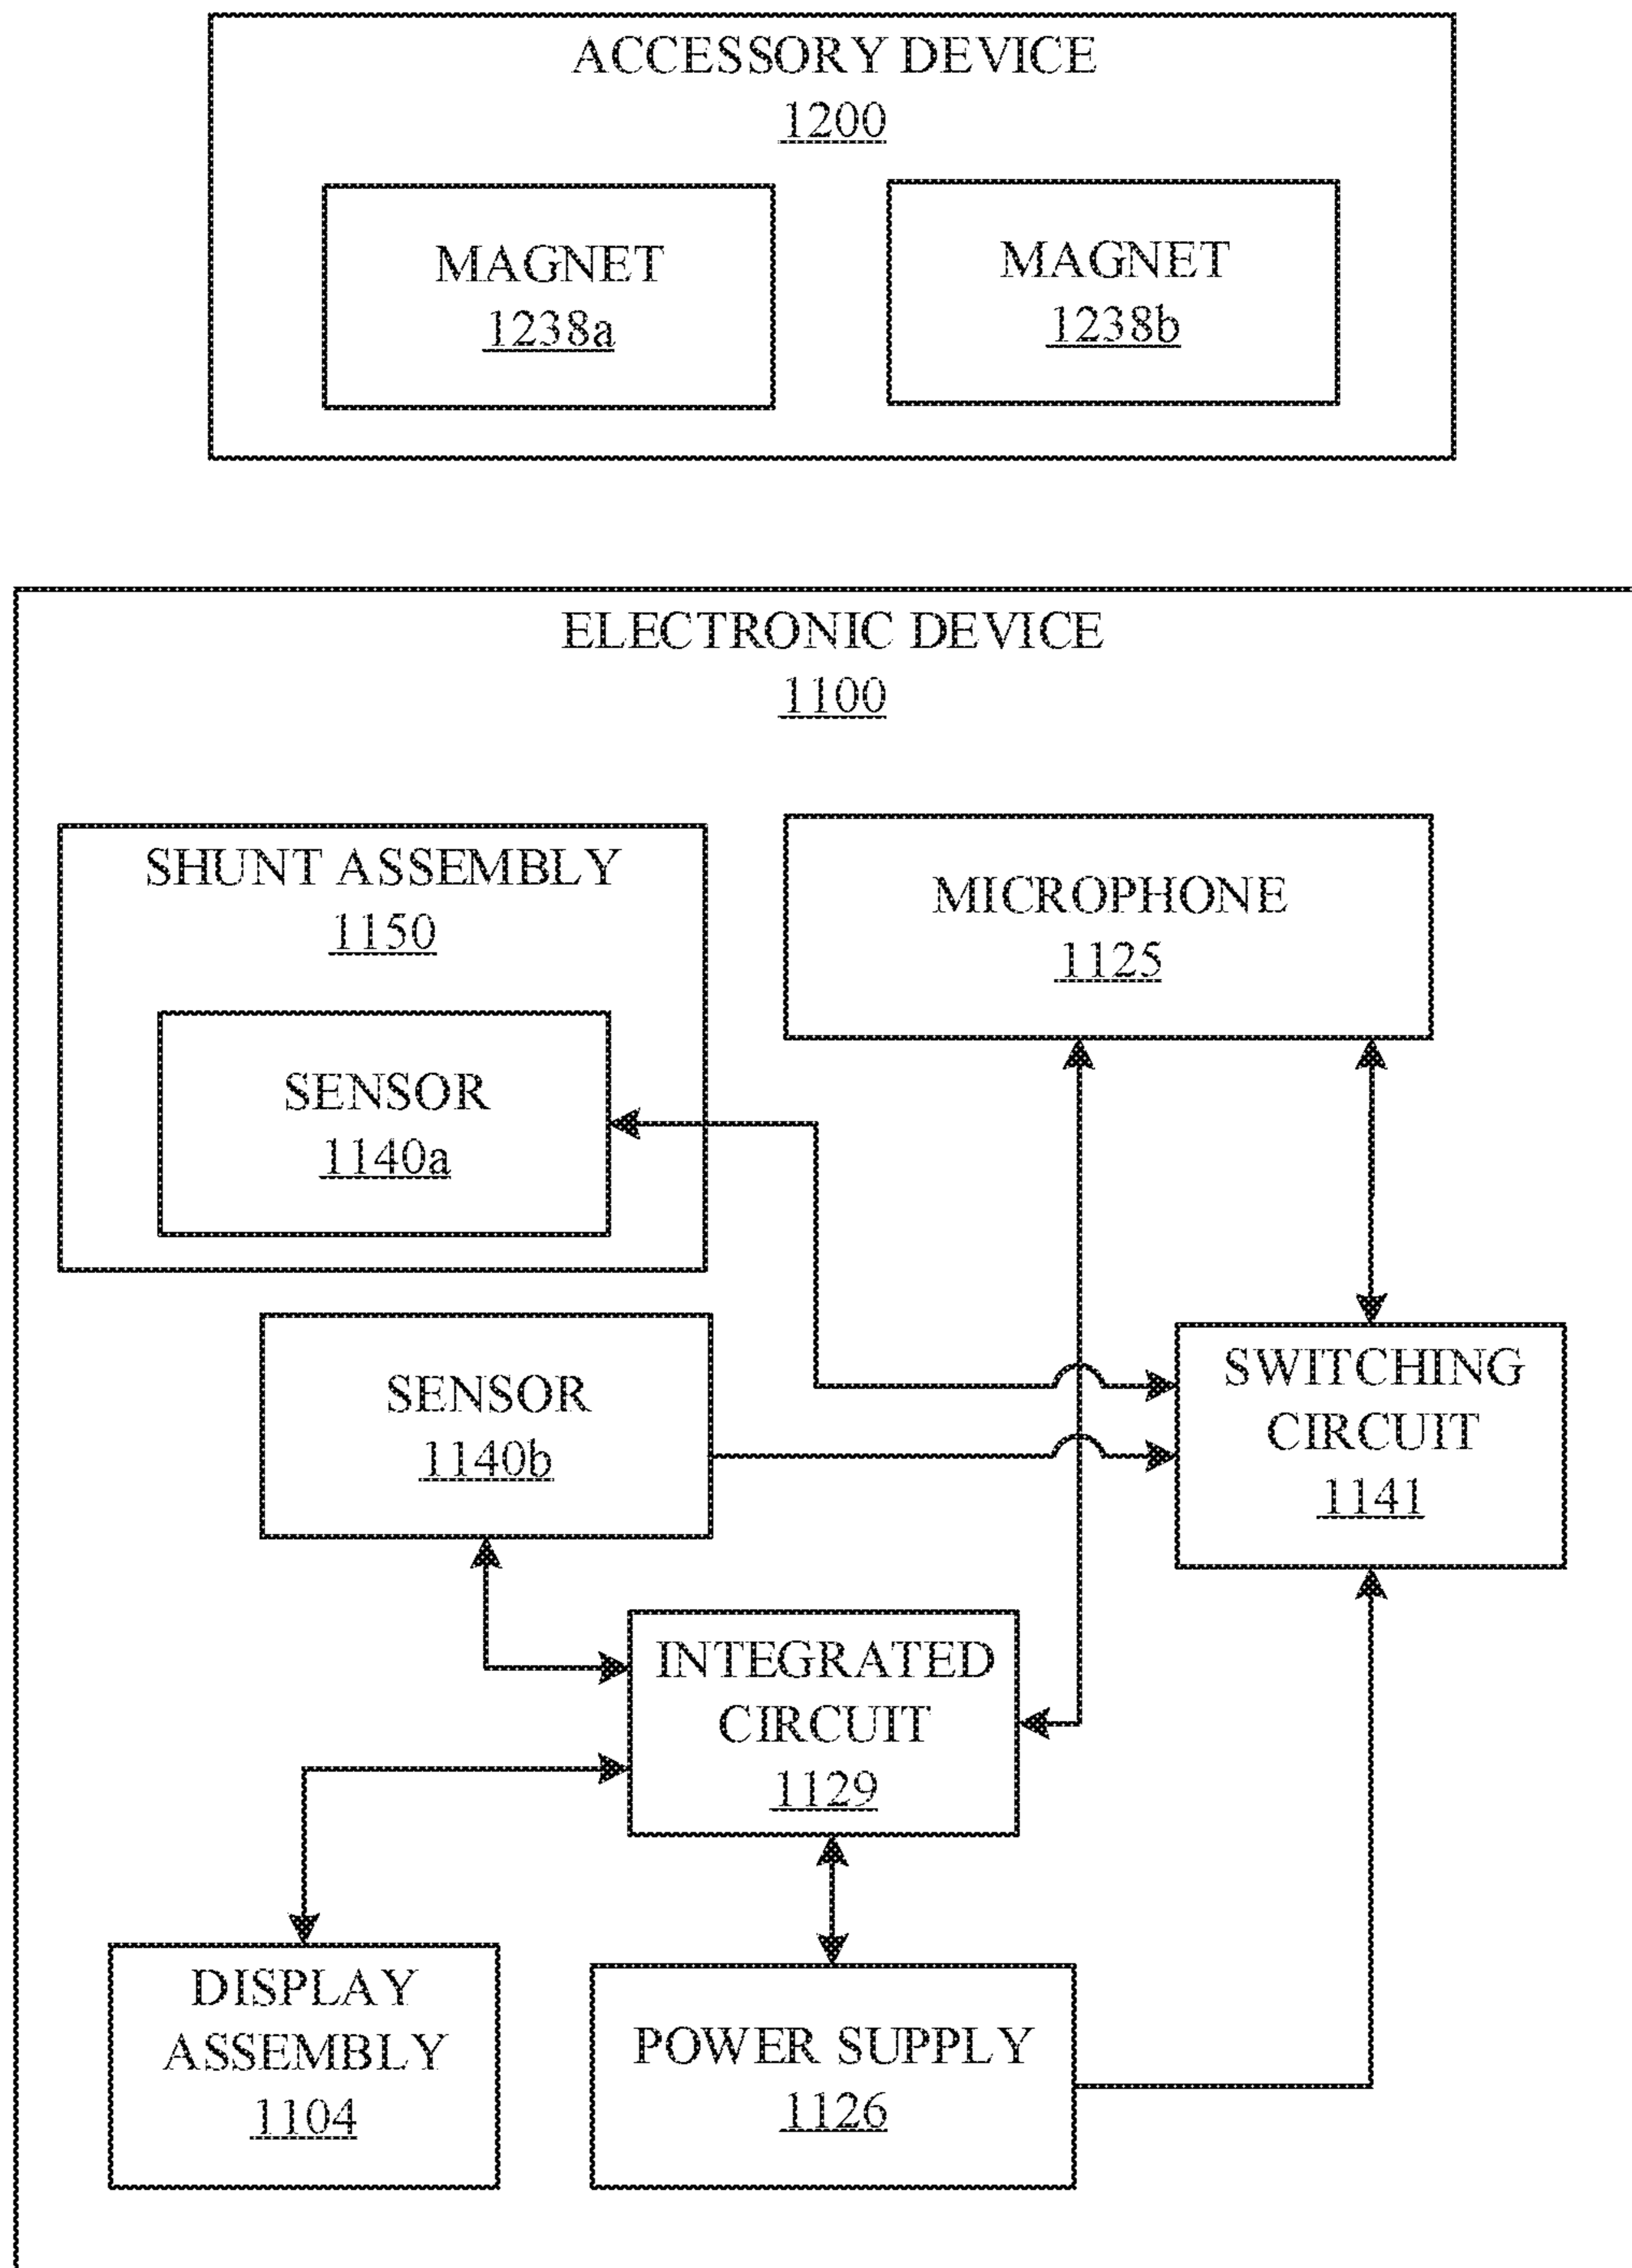 ACCESSORY DEVICE
1200
MAGNET
1238a
MAGNET
1238b
ELECTRONIC DEVICE
1100
SHUNT ASSEMBLY
1150
SENSOR
1140a
MICROPHONE
1125
SENSOR
1140b
SWITCHING
CIRCUIT
1141
INTEGRATED
CIRCUIT
1129
DISPLAY
ASSEMBLY
1104
POWER SUPPLY
1126